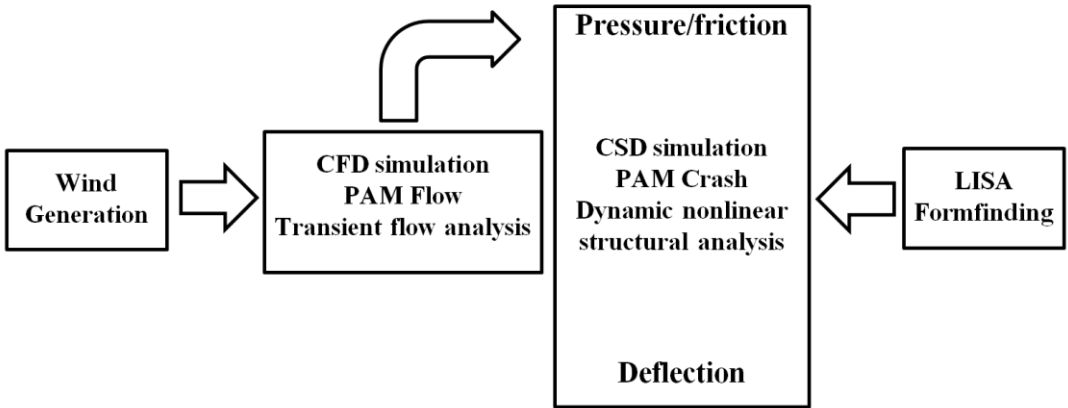 Wind
Generation
CFD simulation
PAM Flow
Transient flow analysis
Pressure/friction
CSD simulation
PAM Crash
Dynamic nonlinear
structural analysis
Deflection
LISA
Formfinding